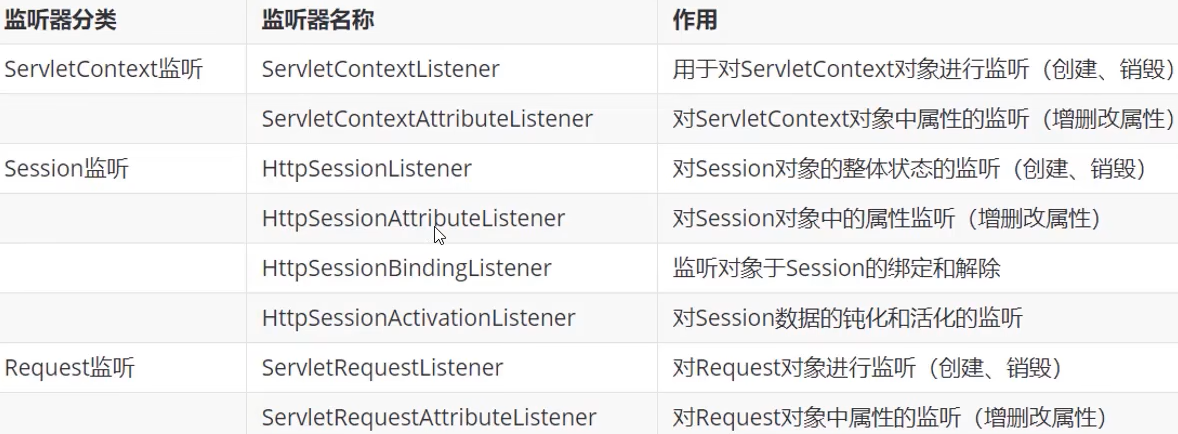 监听器分类 监听器名称 作用
ServletContext监听 ServletContextListener 用于对ServletContext对象进行监听（创建、销毁）
ServletContextAttributeListener 对ServletContext对象中属性的监听（增删改属性）
Session监听 HttpSessionListener 对Session对象的整体状态的监听（创建、销毁）
HttpSessionAttributeListener 对Session对象中的属性监听（增删改属性）
HttpSessionBindingListener 监听对象于Session的绑定和解除
HttpSessionActivationListener 对Session数据的钝化和活化的监听
Request监听 ServletRequestListener 对Request对象进行监听（创建、销毁）
ServletRequestAttributeListener 对Request对象中属性的监听（增删改属性）